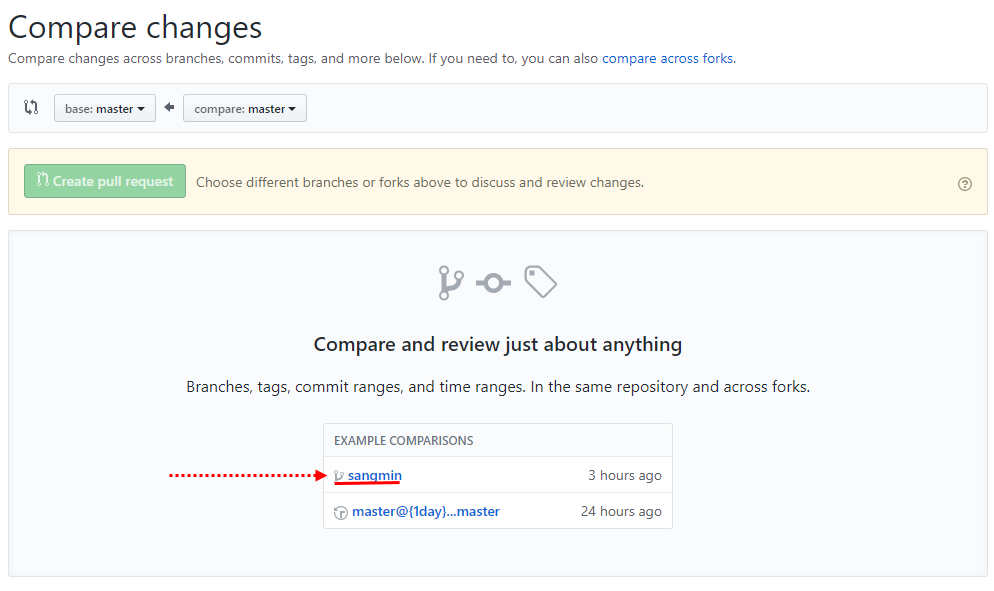 Compare changes
Compare changes across branches, commits, tags, and more below. If you need to, you can also compare across forks.
base: master compare: master
Create pull request Choose different branches or forks above to discuss and review changes.
Compare and review just about anything
Branches, tags, commit ranges, and time ranges. In the same repository and across forks.
EXAMPLE COMPARISONS
sangmin 3 hours ago
master@{1day}...master 24 hours ago